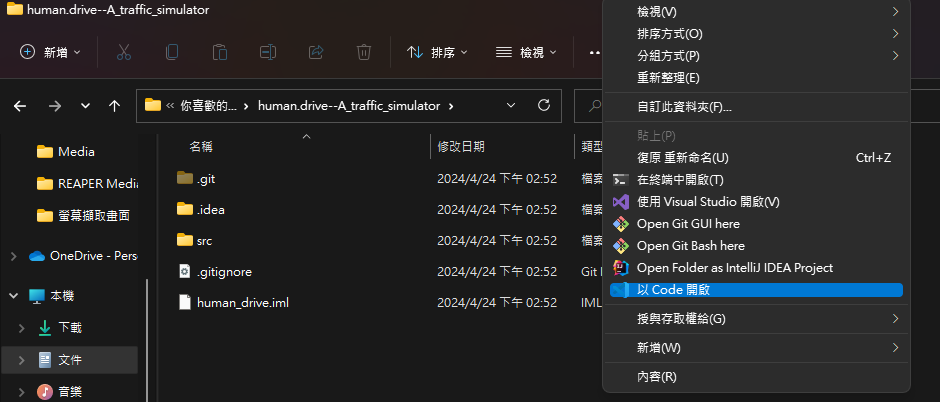 human.drive--A_traffic_simulator
新增
排序
檢視
你喜歡的...
human.drive--A_traffic_simulator
名稱
修改日期
類型
Media
REAPER Media
螢幕擷取畫面
OneDrive - Perso
本機
下載
文件
音樂
.git
2024/4/24 下午 02:52
檔案
.idea
2024/4/24 下午 02:52
檔案
src
2024/4/24 下午 02:52
檔案
.gitignore
2024/4/24 下午 02:52
Git
human_drive.iml
2024/4/24 下午 02:52
IML
檢視(V)
排序方式(O)
分組方式(P)
重新整理(E)
自訂此資料夾(F)...
貼上(P)
復原 重新命名(U) Ctrl+Z
在終端中開啟(T)
使用 Visual Studio 開啟(V)
Open Git GUI here
Open Git Bash here
Open Folder as IntelliJ IDEA Project
以 Code 開啟
授與存取權給(G)
新增(W)
內容(R)